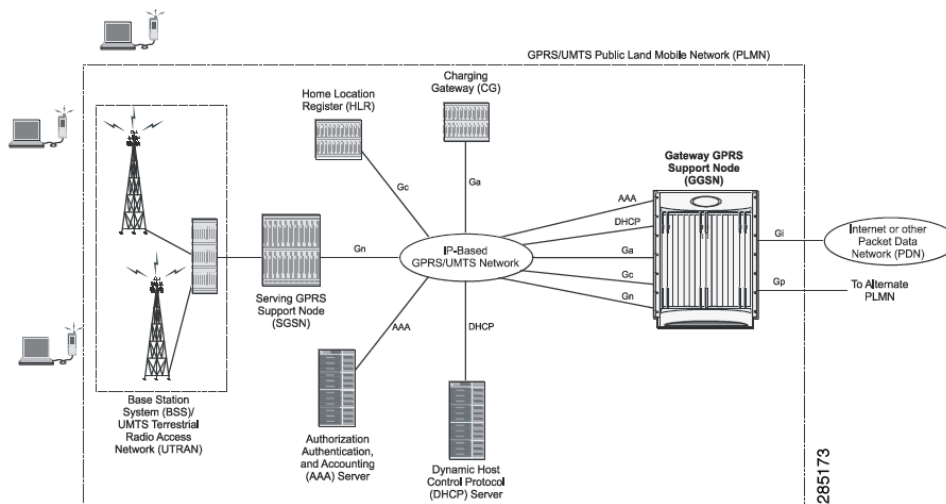 GPRS/UMTS Public Land Mobile Network (PLMN)
Charging
Gateway (CG)
Home Location
Register (HLR)
Gateway GPRS
Support Node
(GGSN)
Gc
Ga
AAA
DHCP
Ga
Gc
Gn
Gn
IP-Based
GPRS/UMTS Network
Gi
Internet or other
Packet Data
Network (PDN)
Gp
To Alternate
PLMN
Serving GPRS
Support Node
(SGSN)
AAA
DHCP
Base Station
System (BSS)/
UMTS Terrestrial
Radio Access
Network (UTRAN)
Authorization
Authentication,
and Accounting
(AAA) Server
Dynamic Host
Control Protocol
(DHCP) Server
285173